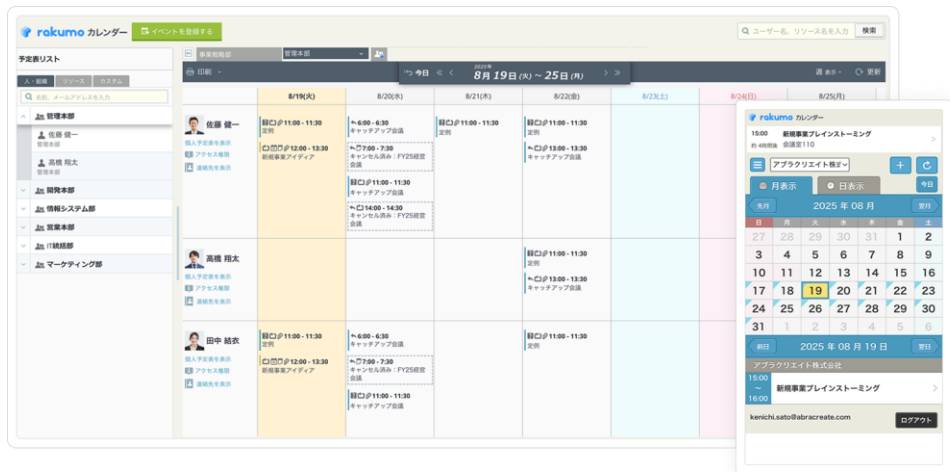 rakumo カレンダー
イベントを登録する
ユーザー名、リソース名を入力
検索
予定表リスト
人・組織
リソース
カスタム
名前、メールアドレスを入力
管理本部
佐藤 健一
管理本部
高橋 翔太
管理本部
開発本部
情報システム部
営業本部
IT統括部
マーケティング部
事業戦略部
管理本部
印刷
今日
2025年
8月 19日 (火) ~ 25日 (月)
週 表示
更新
8/19(火)
8/20(水)
8/21(木)
8/22(金)
8/23(土)
8/24(日)
8/25(月)
佐藤 健一
個人予定表を表示
アクセス権限
連絡先を表示
11:00 - 11:30
定例
12:00 - 13:30
新規事業アイディア
6:00 - 6:30
キャッチアップ会議
7:00 - 7:30
キャンセル済み : FY25経営
会議
11:00 - 11:30
キャッチアップ会議
14:00 - 14:30
キャンセル済み : FY25経営
会議
11:00 - 11:30
定例
11:00 - 11:30
定例
13:00 - 13:30
キャッチアップ会議
高橋 翔太
個人予定表を表示
アクセス権限
連絡先を表示
11:00 - 11:30
定例
13:00 - 13:30
キャッチアップ会議
田中 結衣
個人予定表を表示
アクセス権限
連絡先を表示
11:00 - 11:30
定例
12:00 - 13:30
新規事業アイディア
6:00 - 6:30
キャッチアップ会議
7:00 - 7:30
キャンセル済み : FY25経営
会議
11:00 - 11:30
キャッチアップ会議
11:00 - 11:30
定例
rakumo カレンダー
15:00 新規事業ブレインストーミング
約 4時間後 会議室110
アブラクリエイト株式
月表示
日表示
今日
先月
2025 年 08 月
翌月
日 月 火 水 木 金 土
27 28 29 30 31 1 2
3 4 5 6 7 8 9
10 11 12 13 14 15 16
17 18 19 20 21 22 23
24 25 26 27 28 29 30
31 1 2 3 4 5 6
前日
2025 年 08 月 19 日
翌日
アブラクリエイト株式会社
15:00
~
16:00
新規事業ブレインストーミング
kenichi.sato@abracreate.com
ログアウト